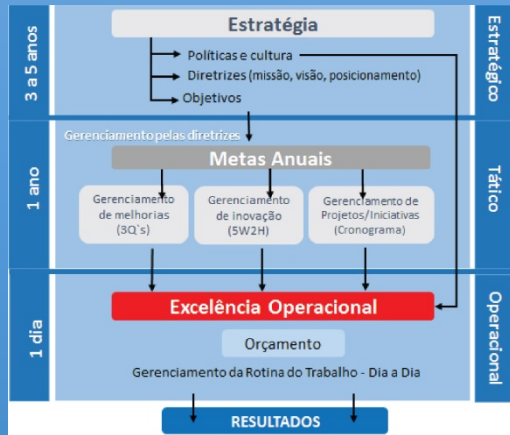 Estratégia
Políticas e cultura
Diretrizes (missão, visão, posicionamento)
Objetivos
3 a 5 anos
Estratégico
Gerenciamento pelas diretrizes
Metas Anuais
Gerenciamento
de melhorias
(3Q`s)
Gerenciamento
de inovação
(5W2H)
Gerenciamento de
Projetos/Iniciativas
(Cronograma)
1 ano
Tático
Excelência Operacional
Orçamento
Gerenciamento da Rotina do Trabalho - Dia a Dia
1 dia
Operacional
RESULTADOS